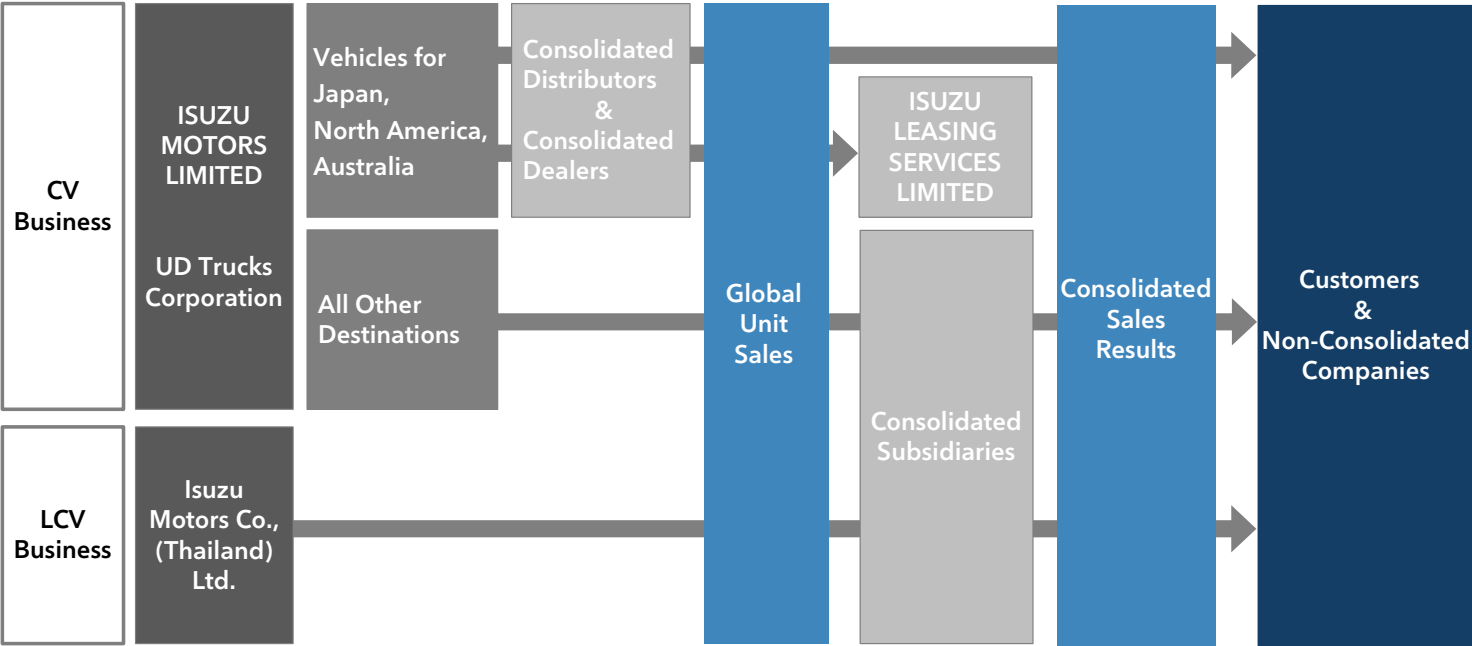 CV
Business
ISUZU
MOTORS
LIMITED
UD Trucks
Corporation
Vehicles for
Japan,
North America,
Australia
Consolidated
Distributors
&
Consolidated
Dealers
All Other
Destinations
Global
Unit
Sales
ISUZU
LEASING
SERVICES
LIMITED
Consolidated
Subsidiaries
Consolidated
Sales
Results
Customers
&
Non-Consolidated
Companies
LCV
Business
Isuzu
Motors Co.,
(Thailand)
Ltd.